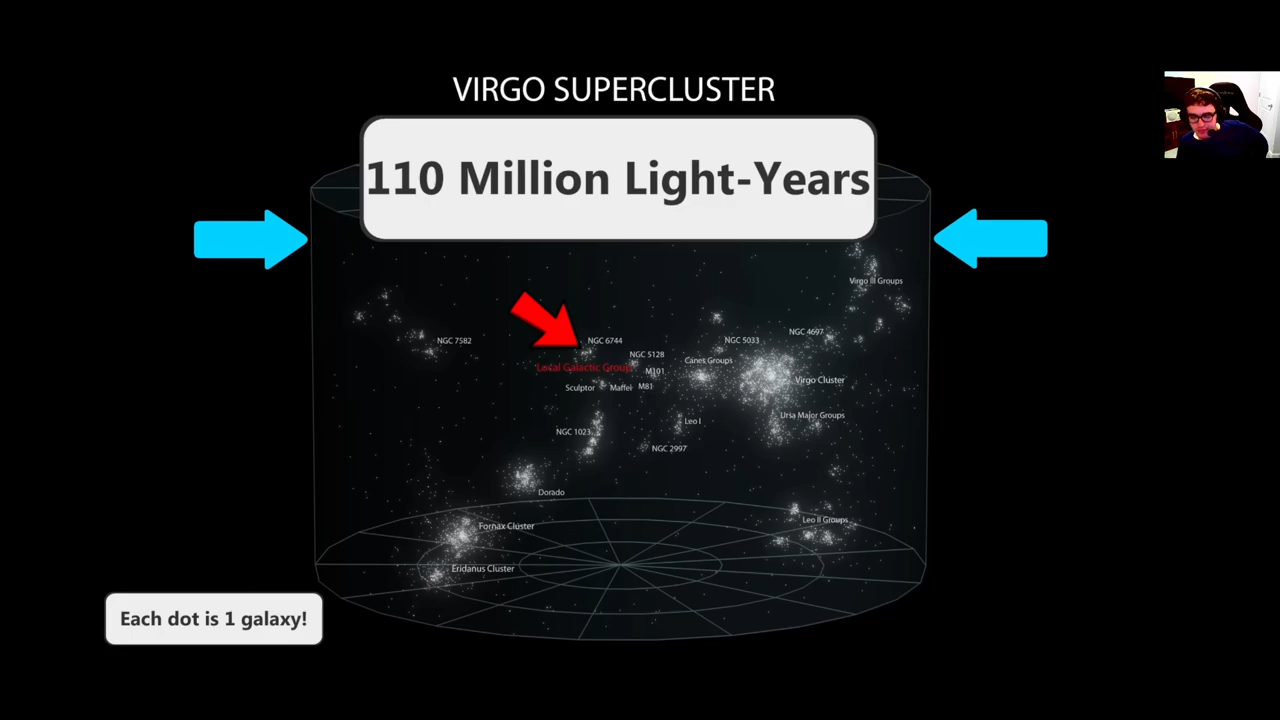 VIRGO SUPERCLUSTER
110 Million Light-Years
Virgo III Groups
NGC 7582
NGC 6744
NGC 5033
NGC 4697
NGC 5128
Canes Groups
Local Galactic Group
M101
Virgo Cluster
Sculptor
Maffei
M81
NGC 1023
Leo I
Ursa Major Groups
NGC 2997
Dorado
Fornax Cluster
Leo II Groups
Eridanus Cluster
Each dot is 1 galaxy!